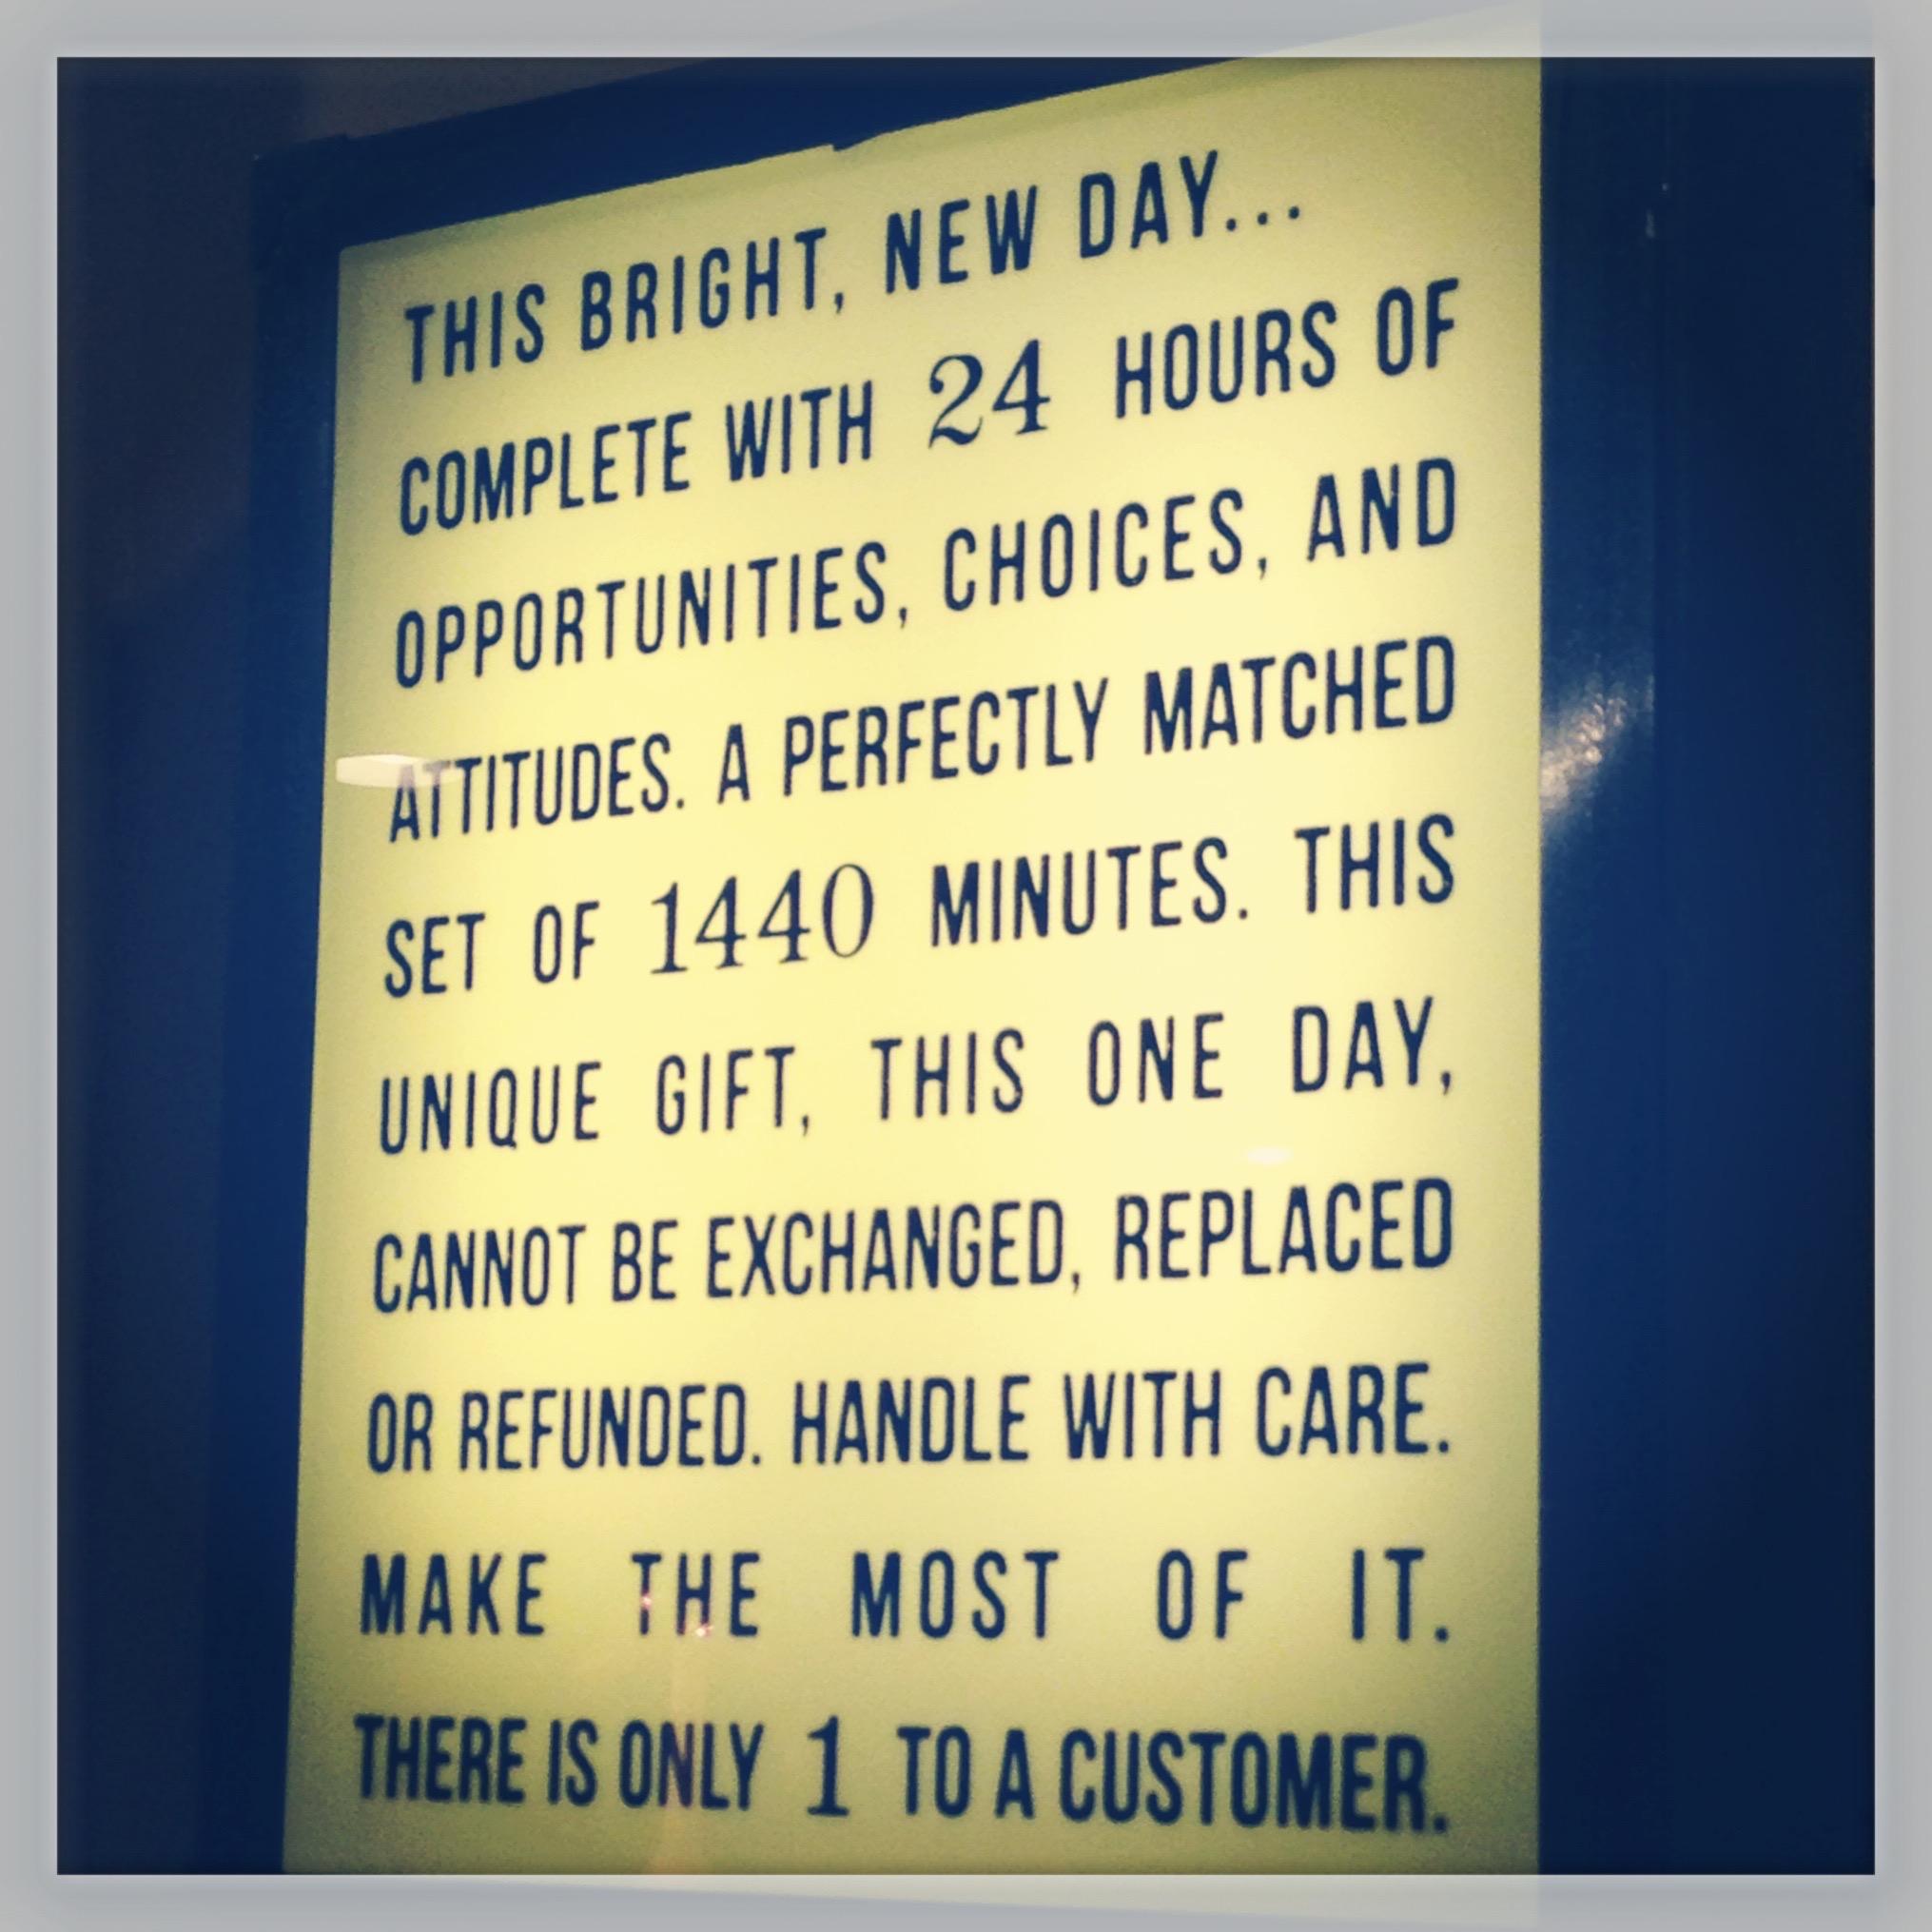 THIS BRIGHT, NEW DAY...
COMPLETE WITH 24 HOURS OF
OPPORTUNITIES, CHOICES, AND
ATTITUDES. A PERFECTLY MATCHED
SET OF 1440 MINUTES. THIS
UNIQUE GIFT, THIS ONE DAY,
CANNOT BE EXCHANGED, REPLACED
OR REFUNDED. HANDLE WITH CARE.
MAKE THE MOST OF IT.
THERE IS ONLY 1 TO A CUSTOMER.